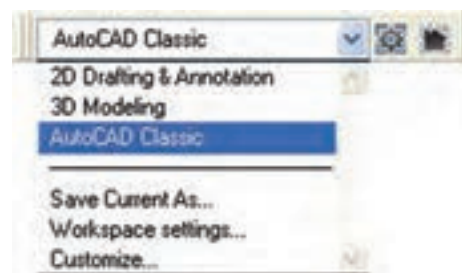 AutoCAD Classic
2D Drafting & Annotation
3D Modeling
AutoCAD Classic
Save Current As...
Workspace settings...
Customize...